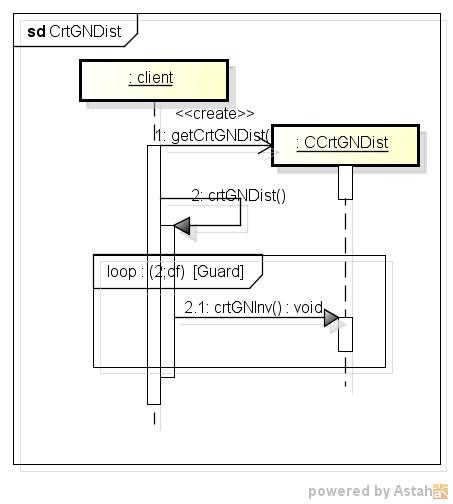 sd CrtGNDist
: client
<<create>>
1: getCrtGNDist(
: CCrtGNDist
2: crtGNDist()
loop : (2;df) [Guard]
2.1: crtGNInv() : void
powered by Astah